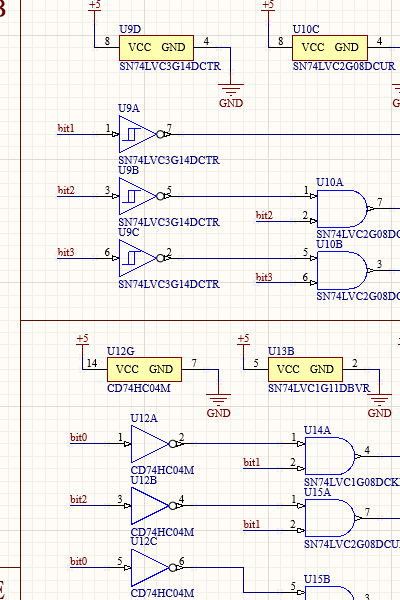 B
+5 +5
U9D U10C
8 VCC GND 4 8 VCC GND 4
SN74LVC3G14DCTR SN74LVC2G08DCUR
GND
U9A
bit1 1 7
SN74LVC3G14DCTR
U9B
bit2 3 5 1 U10A
SN74LVC3G14DCTR bit2 2 7
U9C SN74LVC2G08DC
bit3 6 2 5 U10B
SN74LVC3G14DCTR bit3 6 3
SN74LVC2G08DC
+5 +5
U12G U13B
14 VCC GND 7 5 VCC GND 2
CD74HC04M SN74LVC1G11DBVR
GND GND
U12A
bit0 1 2 1 U14A
CD74HC04M bit1 2 4
U12B SN74LVC1G08DCK
bit2 3 4 1 U15A
CD74HC04M bit1 2 7
U12C SN74LVC2G08DCU
bit0 5 6
CD74HC04M 5 U15B
3